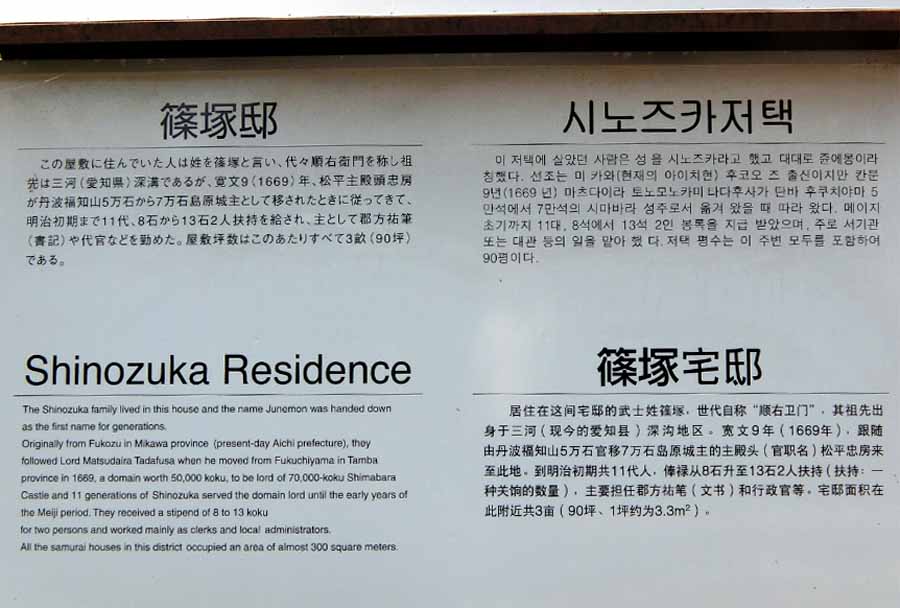 篠塚邸
この屋敷に住んでいた人は姓を篠塚と言い、代々順右衛門を称し祖
先は三河(愛知県)深溝であるが、寛文9(1669)年、松平主殿頭忠房
が丹波福知山5万石から7万石島原城主として移されたときに従ってきて、
明治初期まで11代、8石から13石2人扶持を給され、主として郡方祐筆
(書記)や代官などを勤めた。屋敷坪数はこのあたりすべて3畝(90坪)
である。
시노즈카저택
이 저택에 실았던 사람은 성 을 시노즈카라고 했고 대대로 쥰에몽이라
칭했다. 선조는 미 카와(현재의 아이치현) 후코오 즈 출신이지만 칸문
9년(1669 년) 마츠다이라 토노모노카미 나다후사가 단바 후쿠치야마 5
만석에서 7만석의 시마바라 성주로서 옮겨 왔을 때 따라 왔다. 메이지
초기까지 11대, 8석에서 13석 2인 봉록을 지급 받았으며, 주로 서기관
또는 대관 등의 일을 맡아 했 다. 저택 평수는 이 주변 모두를 포함하여
90평이다.
Shinozuka Residence
The Shinozuka family lived in this house and the name Junemon was handed down
as the first name for generations.
Originally from Fukozu in Mikawa province (present-day Aichi prefecture), they
followed Lord Matsudaira Tadafusa when he moved from Fukuchiyama in Tamba
province in 1669, a domain worth 50,000 koku, to be lord of 70,000-koku Shimabara
Castle and 11 generations of Shinozuka served the domain lord until the early years of
the Meiji period. They received a stipend of 8 to 13 koku
for two persons and worked mainly as clerks and local administrators.
All the samurai houses in this district occupied an area of almost 300 square meters.
篠塚宅邸
居住在这间宅邸的武士姓篠塚，世代自称“顺右卫门”，其祖先出
身于三河(现今的爱知县)深沟地区。宽文9年(1669年)，跟随
由丹波福知山5万石官移7万石岛原城主的主殿头(官职名)松平忠房来
至此地。到明治初期共11代人，俸禄从8石升至13石2人扶持(扶持：一
种关饷的数量)，主要担任郡方祐笔(文书)和行政官等。宅邸面积在
此附近共3亩(90坪、1坪约为3.3m²)。